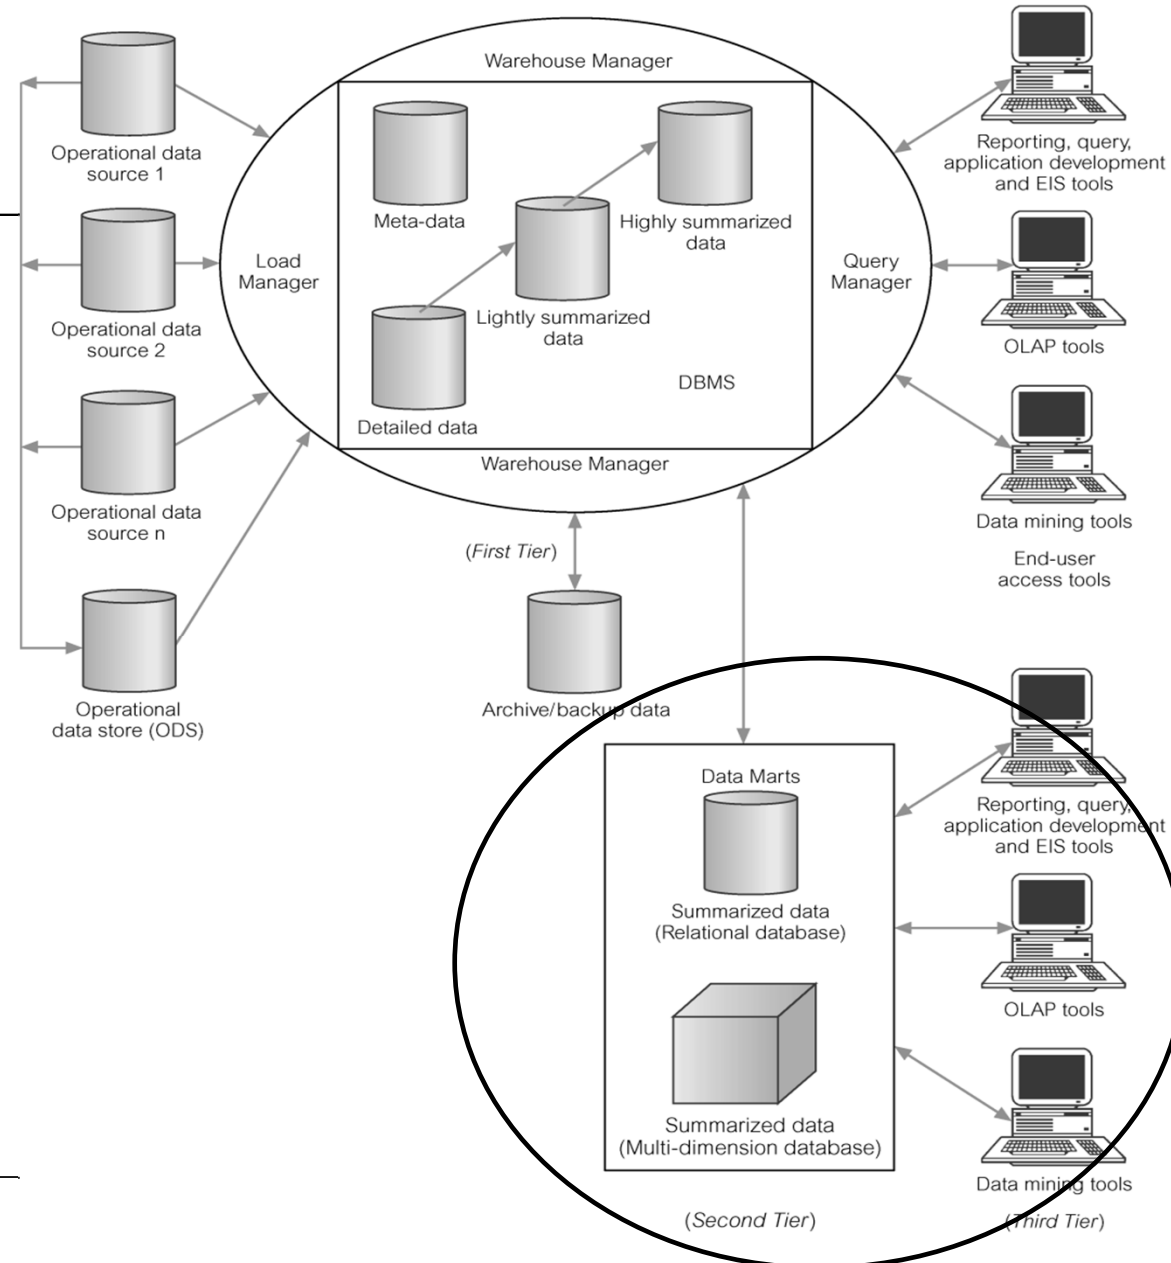 Warehouse Manager
Operational data
source 1
Operational data
source 2
Operational data
source n
Operational
data store (ODS)
Load
Manager
Meta-data
Highly summarized
data
Lightly summarized
data
Detailed data
DBMS
Warehouse Manager
Query
Manager
Reporting, query,
application development
and EIS tools
OLAP tools
Data mining tools
End-user
access tools
(First Tier)
Archive/backup data
Data Marts
Summarized data
(Relational database)
Summarized data
(Multi-dimension database)
(Second Tier)
Reporting, query,
application development
and EIS tools
OLAP tools
Data mining tools
(Third Tier)